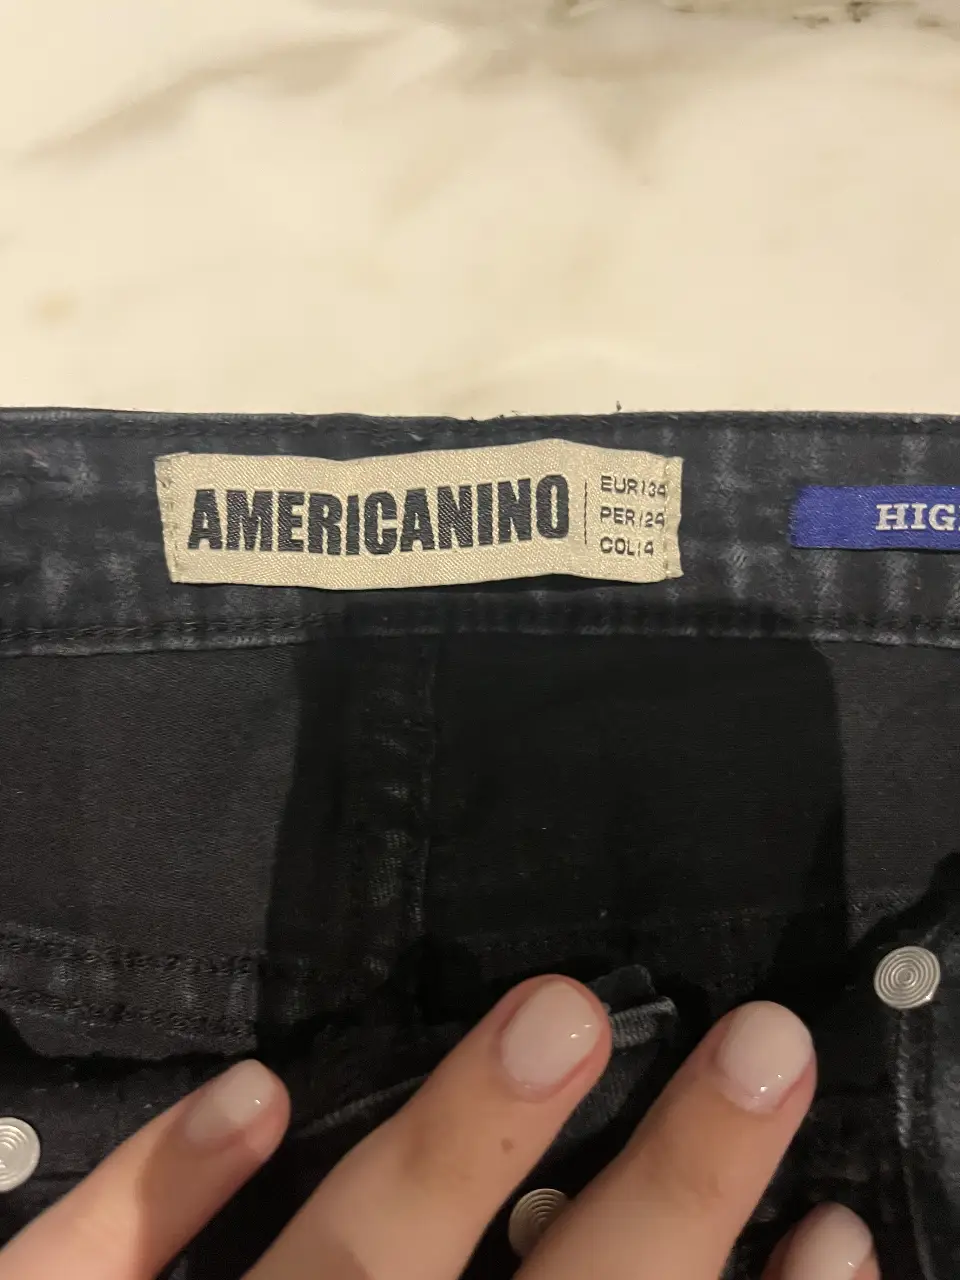 AMERICANINO
EUR 34
PER 24
COL 4
HIG